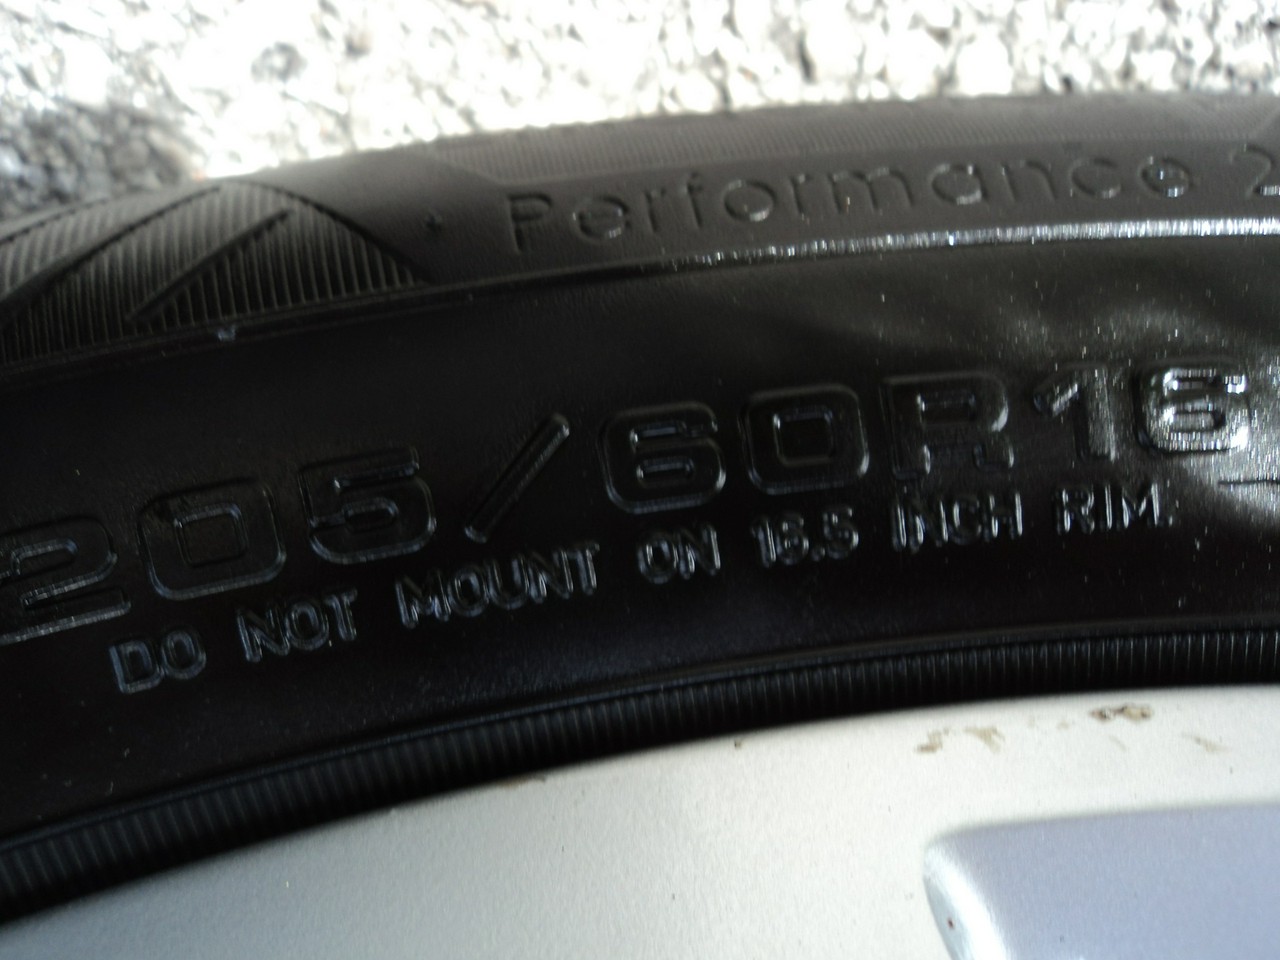 Performance 2
205/60R16
DO NOT MOUNT ON 16.5 INCH RIM.